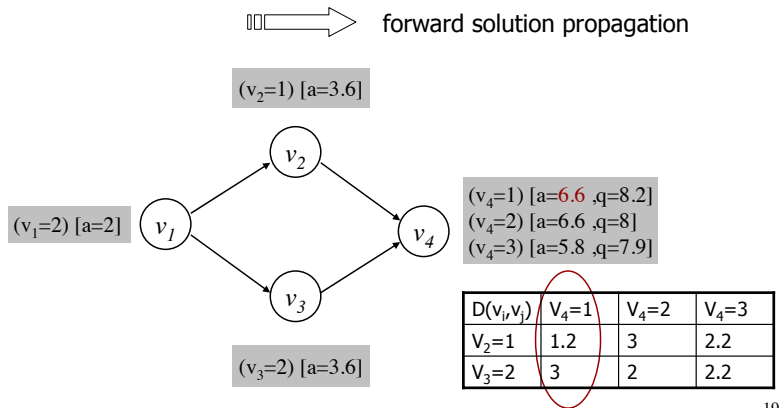 forward solution propagation
(v₂=1) [a=3.6]
v₂
(v₁=2) [a=2]
v₁
v₄
(v₄=1) [a=6.6 ,q=8.2]
(v₄=2) [a=6.6 ,q=8]
(v₄=3) [a=5.8 ,q=7.9]
v₃
(v₃=2) [a=3.6]
D(vᵢ,vⱼ) V₄=1 V₄=2 V₄=3
V₂=1 1.2 3 2.2
V₃=2 3 2 2.2
19